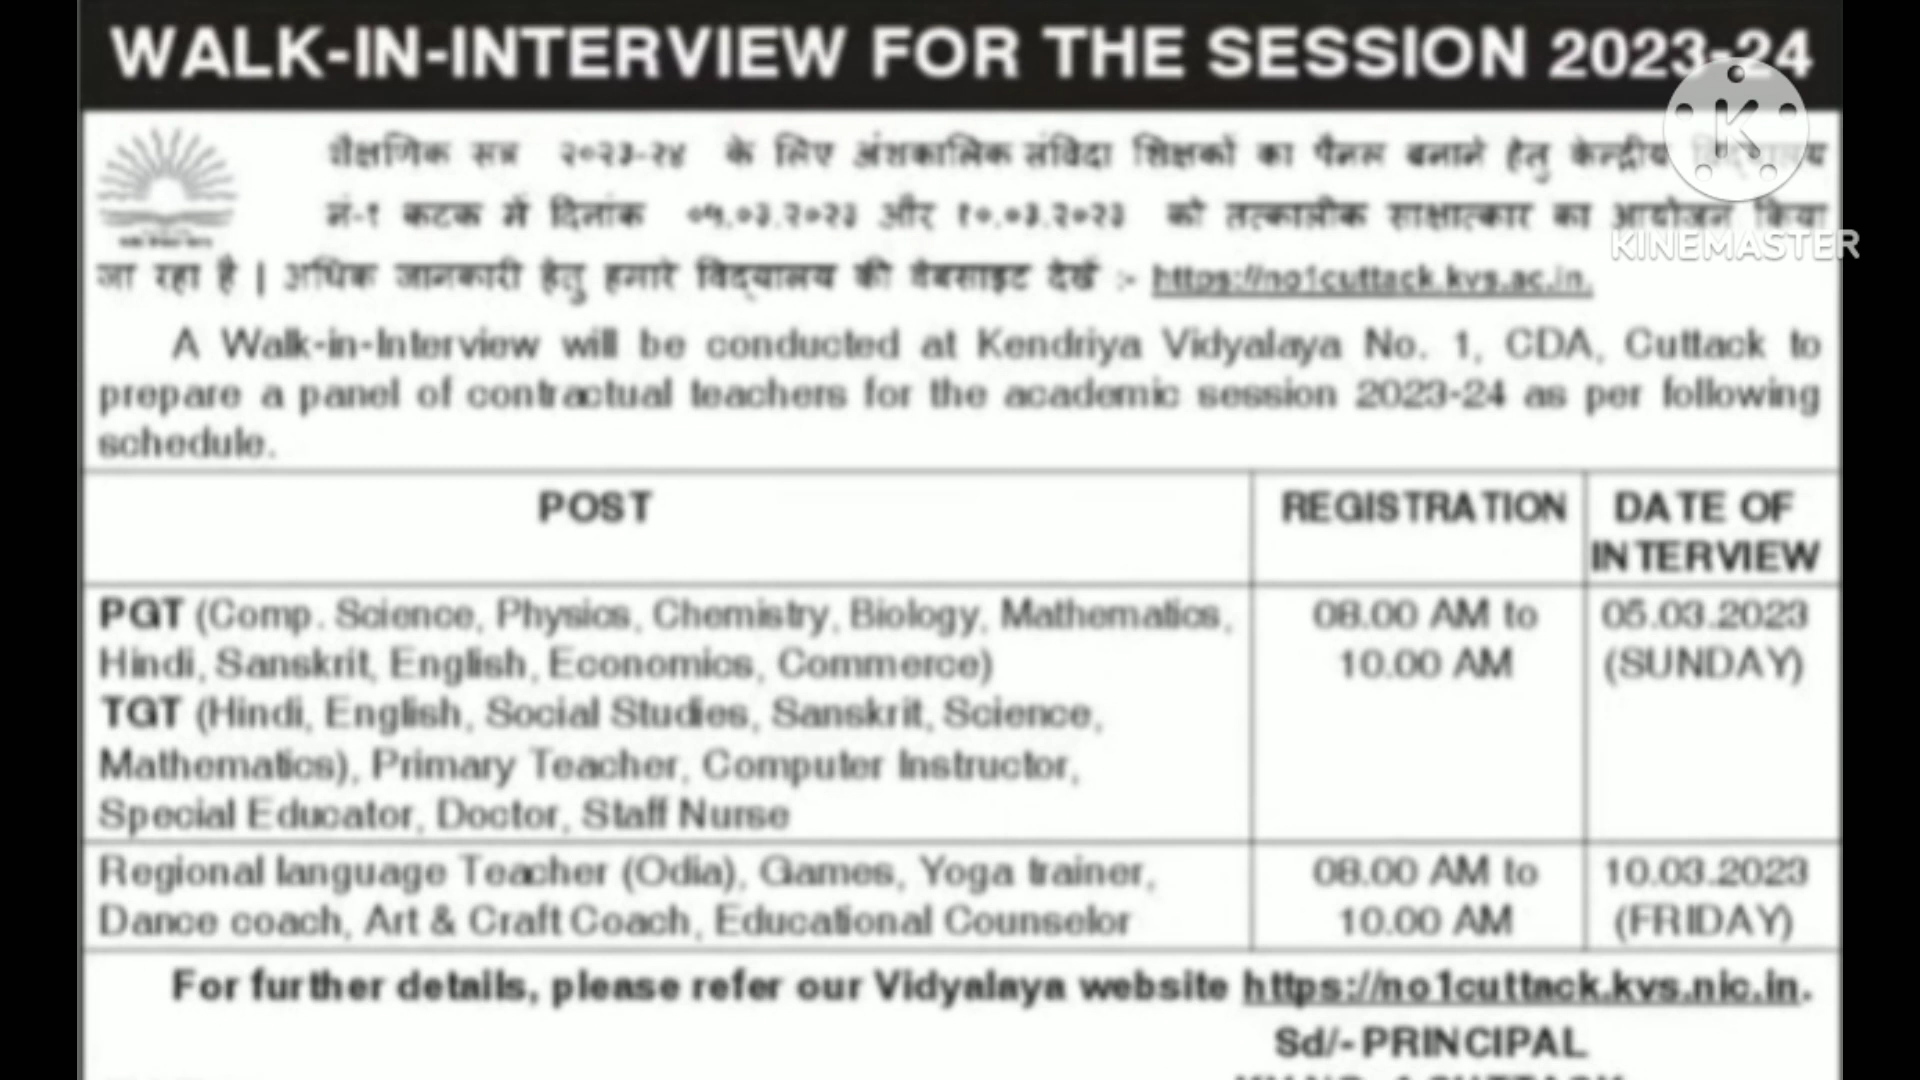 WALK-IN-INTERVIEW FOR THE SESSION 2023-24
शैक्षणिक सत्र २०२३-२४ के लिए अंशकालिक संविदा शिक्षकों का पैनल बनाने हेतु केन्द्रीय
नं-१ कटक में दिनांक ०५.०३.२०२३ और १०.०३.२०२३ को तत्कालीक साक्षात्कार का आयोजन किया
KINEMASTER
जा रहा है | अधिक जानकारी हेतु हमारे विद्यालय की वेबसाइट देखें :- https://no1cuttack.kvs.ac.in.
A Walk-in-Interview will be conducted at Kendriya Vidyalaya No. 1, CDA, Cuttack to
prepare a panel of contractual teachers for the academic session 2023-24 as per following
schedule.
POST REGISTRATION DATE OF
INTERVIEW
PGT (Comp. Science, Physics, Chemistry, Biology, Mathematics, 08.00 AM to 05.03.2023
Hindi, Sanskrit, English, Economics, Commerce) 10.00 AM (SUNDAY)
TGT (Hindi, English, Social Studies, Sanskrit, Science,
Mathematics), Primary Teacher, Computer Instructor,
Special Educator, Doctor, Staff Nurse
Regional language Teacher (Odia), Games, Yoga trainer, 08.00 AM to 10.03.2023
Dance coach, Art & Craft Coach, Educational Counselor 10.00 AM (FRIDAY)
For further details, please refer our Vidyalaya website https://no1cuttack.kvs.nic.in.
Sd/- PRINCIPAL